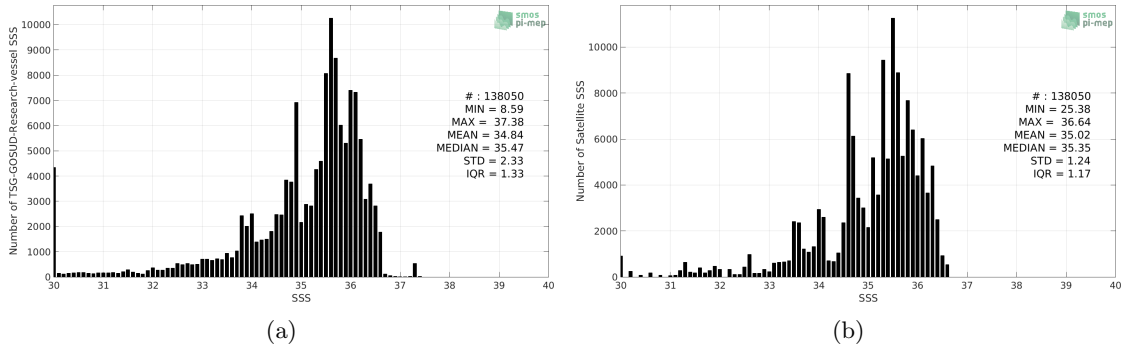 Number of TSG-GOSUD-Research-vessel SSS
10000
9000
8000
7000
6000
5000
4000
3000
2000
1000
0
30 31 32 33 34 35 36 37 38 39 40
SSS
smos
pi-mep
# : 138050
MIN = 8.59
MAX = 37.38
MEAN = 34.84
MEDIAN = 35.47
STD = 2.33
IQR = 1.33
(a)
Number of Satellite SSS
10000
8000
6000
4000
2000
0
30 31 32 33 34 35 36 37 38 39 40
SSS
smos
pi-mep
# : 138050
MIN = 25.38
MAX = 36.64
MEAN = 35.02
MEDIAN = 35.35
STD = 1.24
IQR = 1.17
(b)